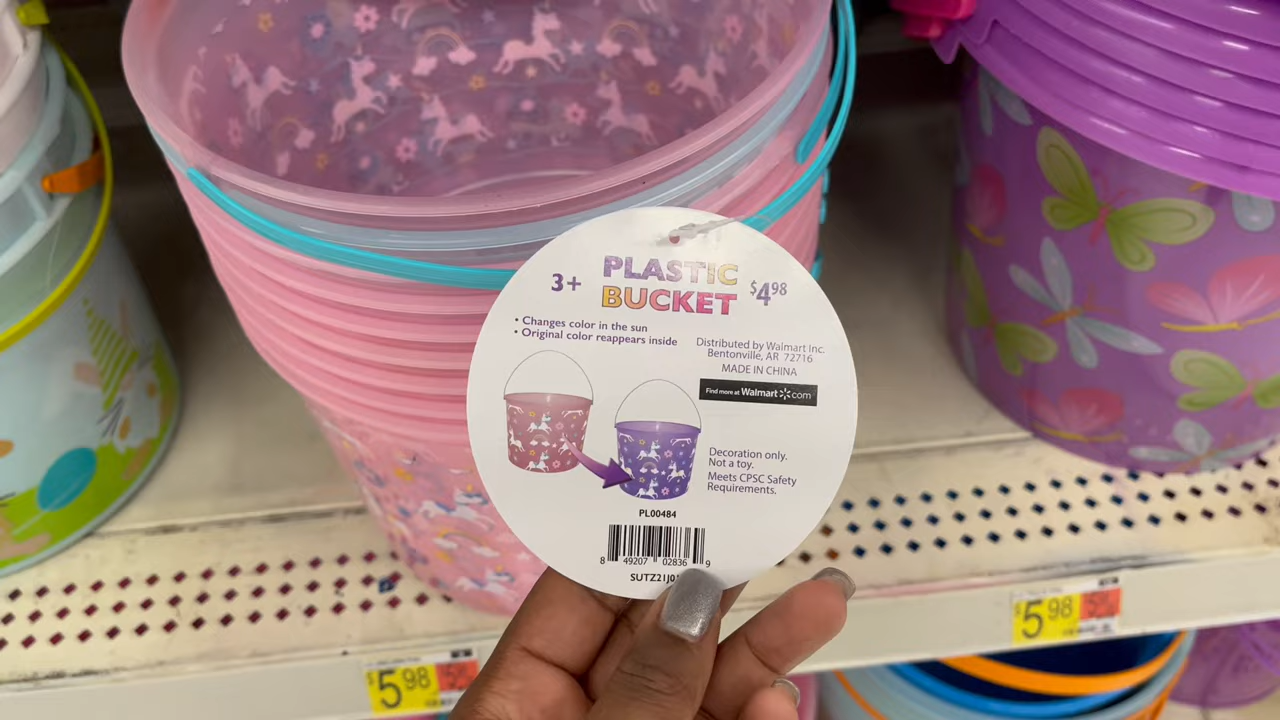 3+
PLASTIC
BUCKET
$4.98
• Changes color in the sun
• Original color reappears inside
Distributed by Walmart Inc.
Bentonville, AR 72716
MADE IN CHINA
Find more at Walmart com
Decoration only.
Not a toy.
Meets CPSC Safety
Requirements.
PL00484
8 49207 02836 9
SUTZ21J01
$5.98
$5.98